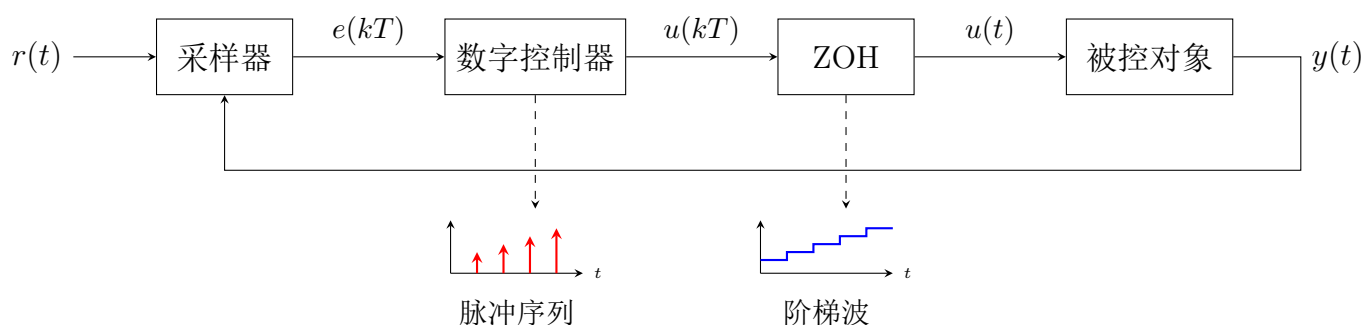 r(t) 采样器 e(kT) 数字控制器 u(kT) ZOH u(t) 被控对象 y(t)
t t
脉冲序列 阶梯波